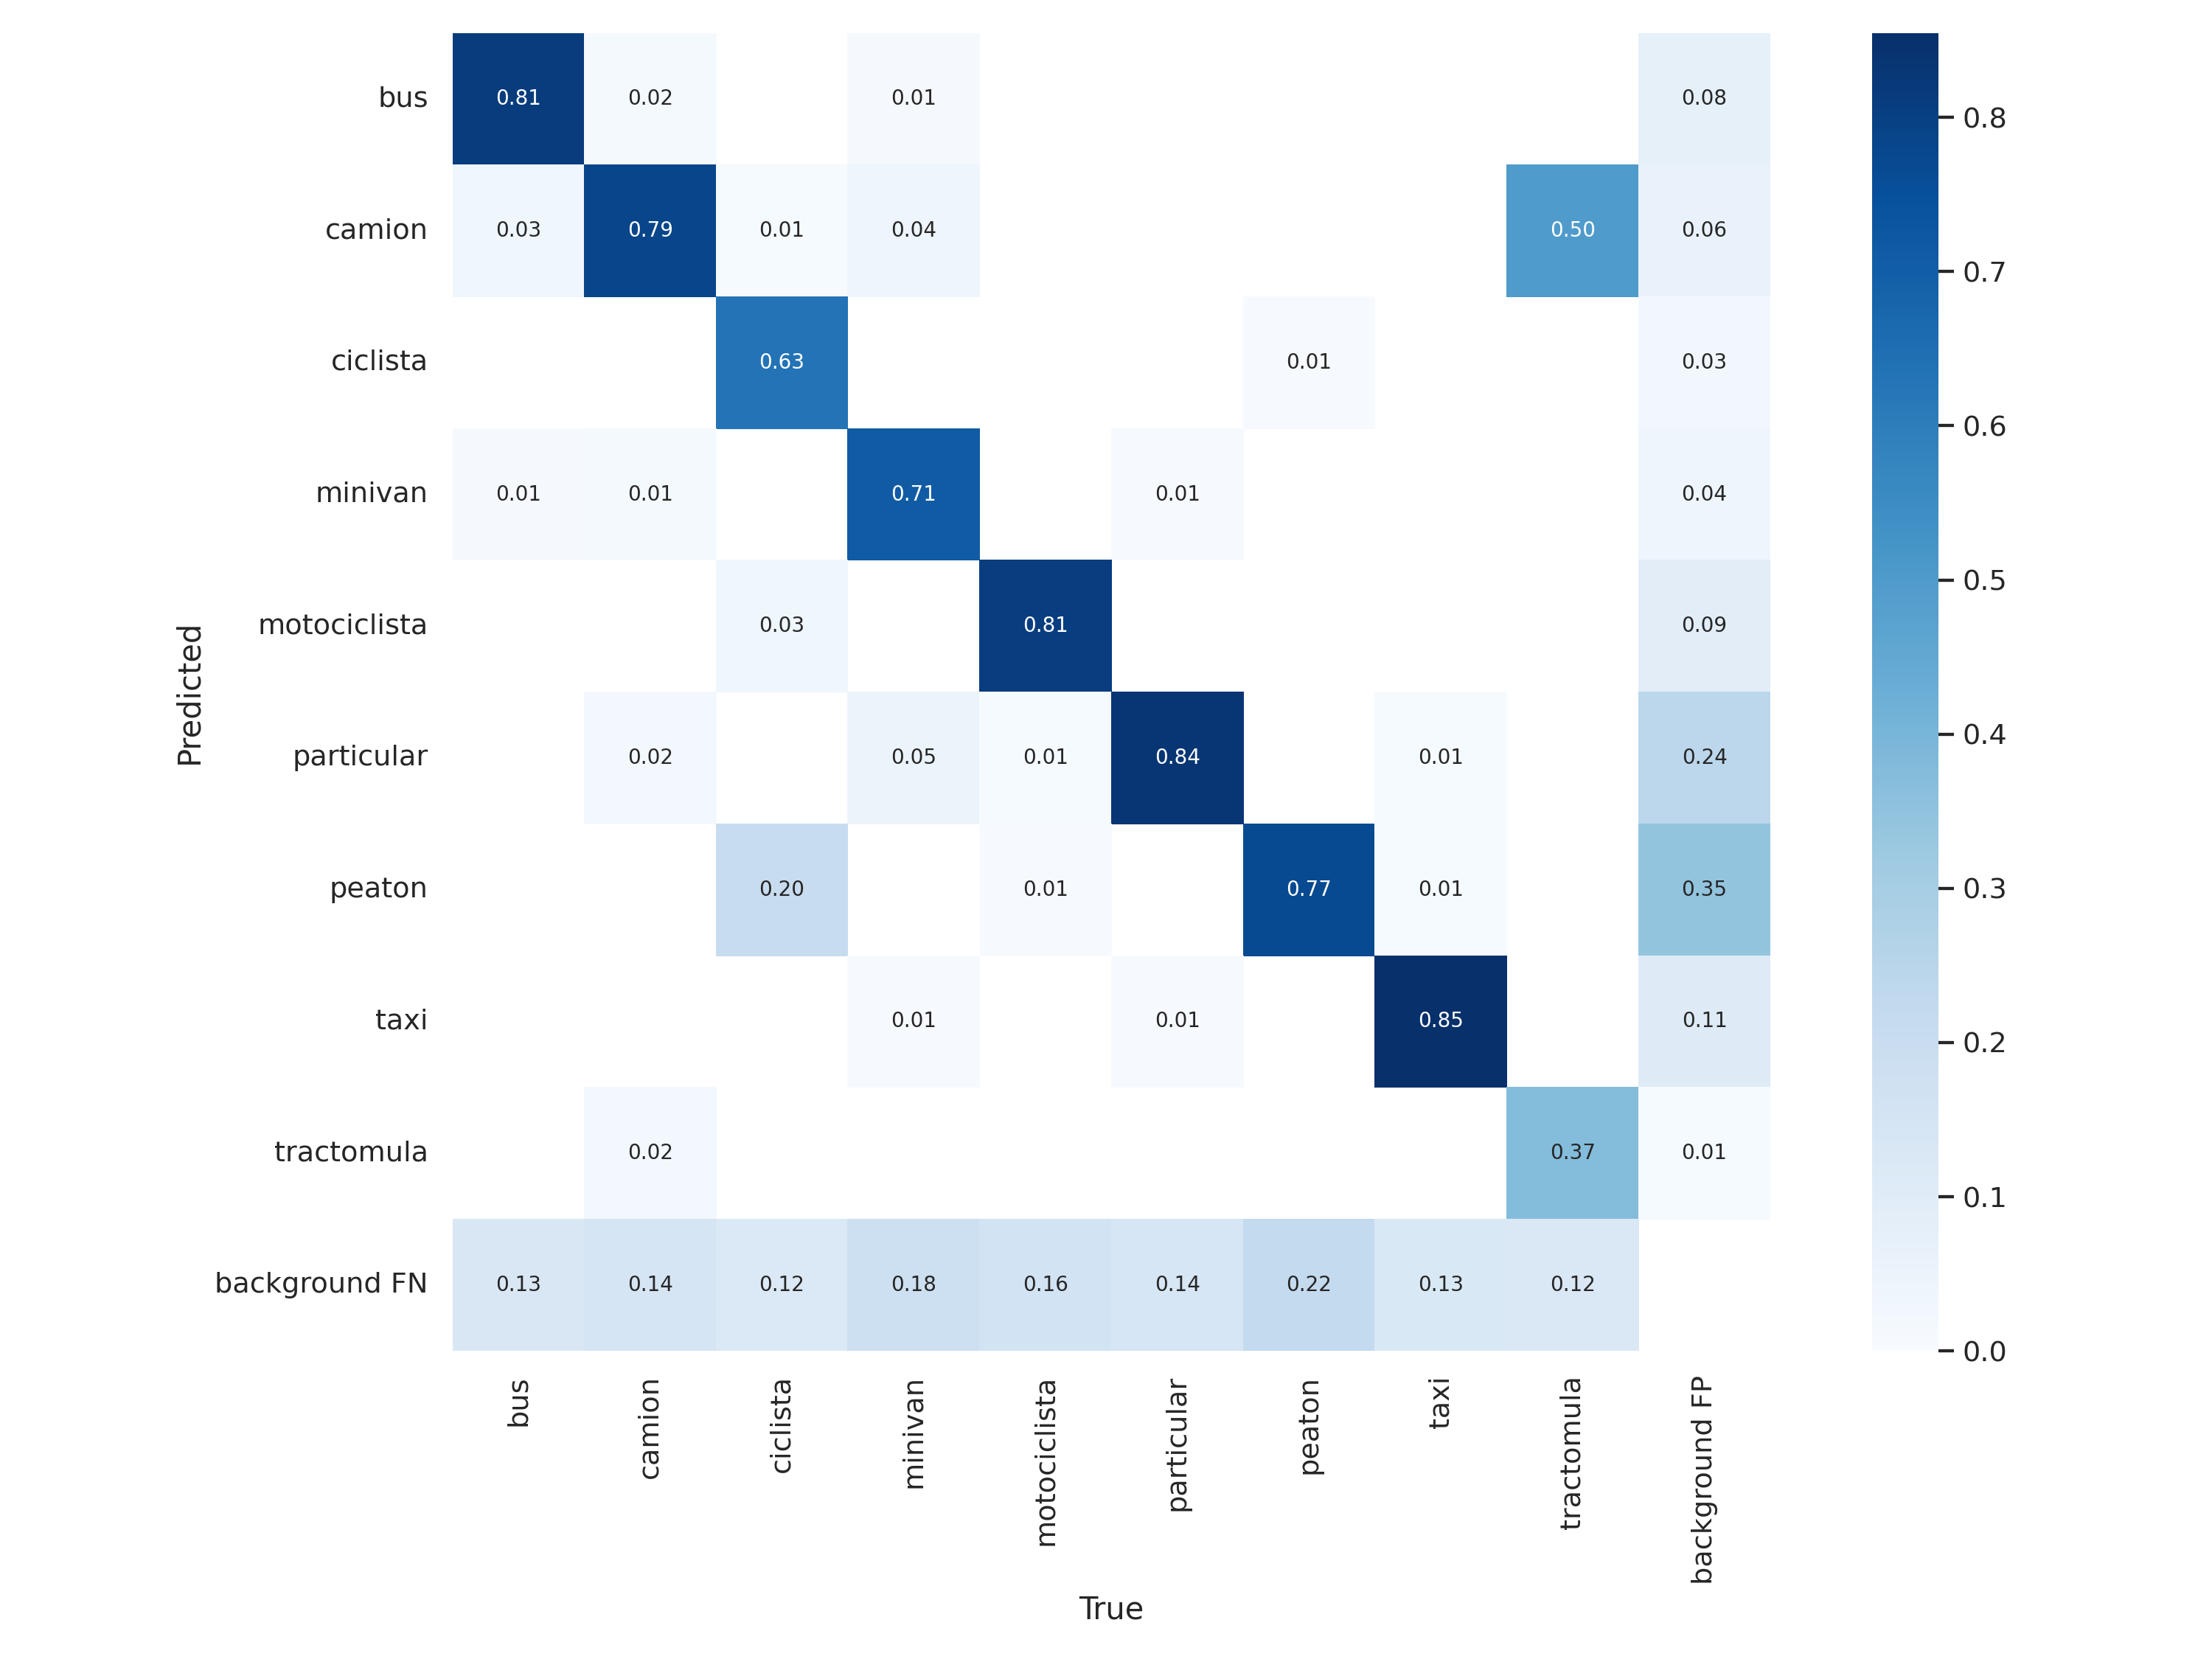 bus 0.81 0.02 0.01 0.08
camion 0.03 0.79 0.01 0.04 0.50 0.06
ciclista 0.63 0.01 0.03
minivan 0.01 0.01 0.71 0.01 0.04
motociclista 0.03 0.81 0.09
particular 0.02 0.05 0.01 0.84 0.01 0.24
peaton 0.20 0.01 0.77 0.01 0.35
taxi 0.01 0.01 0.85 0.11
tractomula 0.02 0.37 0.01
background FN 0.13 0.14 0.12 0.18 0.16 0.14 0.22 0.13 0.12
Predicted
bus
camion
ciclista
minivan
motociclista
particular
peaton
taxi
tractomula
background FP
True
0.8
0.7
0.6
0.5
0.4
0.3
0.2
0.1
0.0